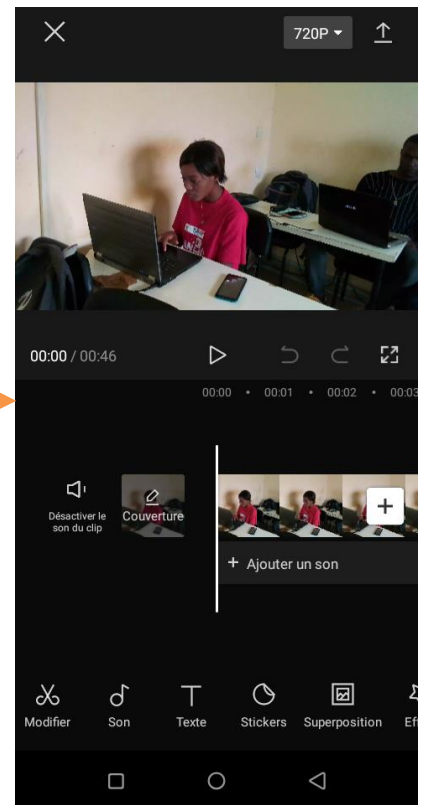 720P
00:00 / 00:46
00:00 • 00:01 • 00:02 • 00:03
Désactiver le
son du clip
Couverture
+ Ajouter un son
Modifier Son Texte Stickers Superposition Eff